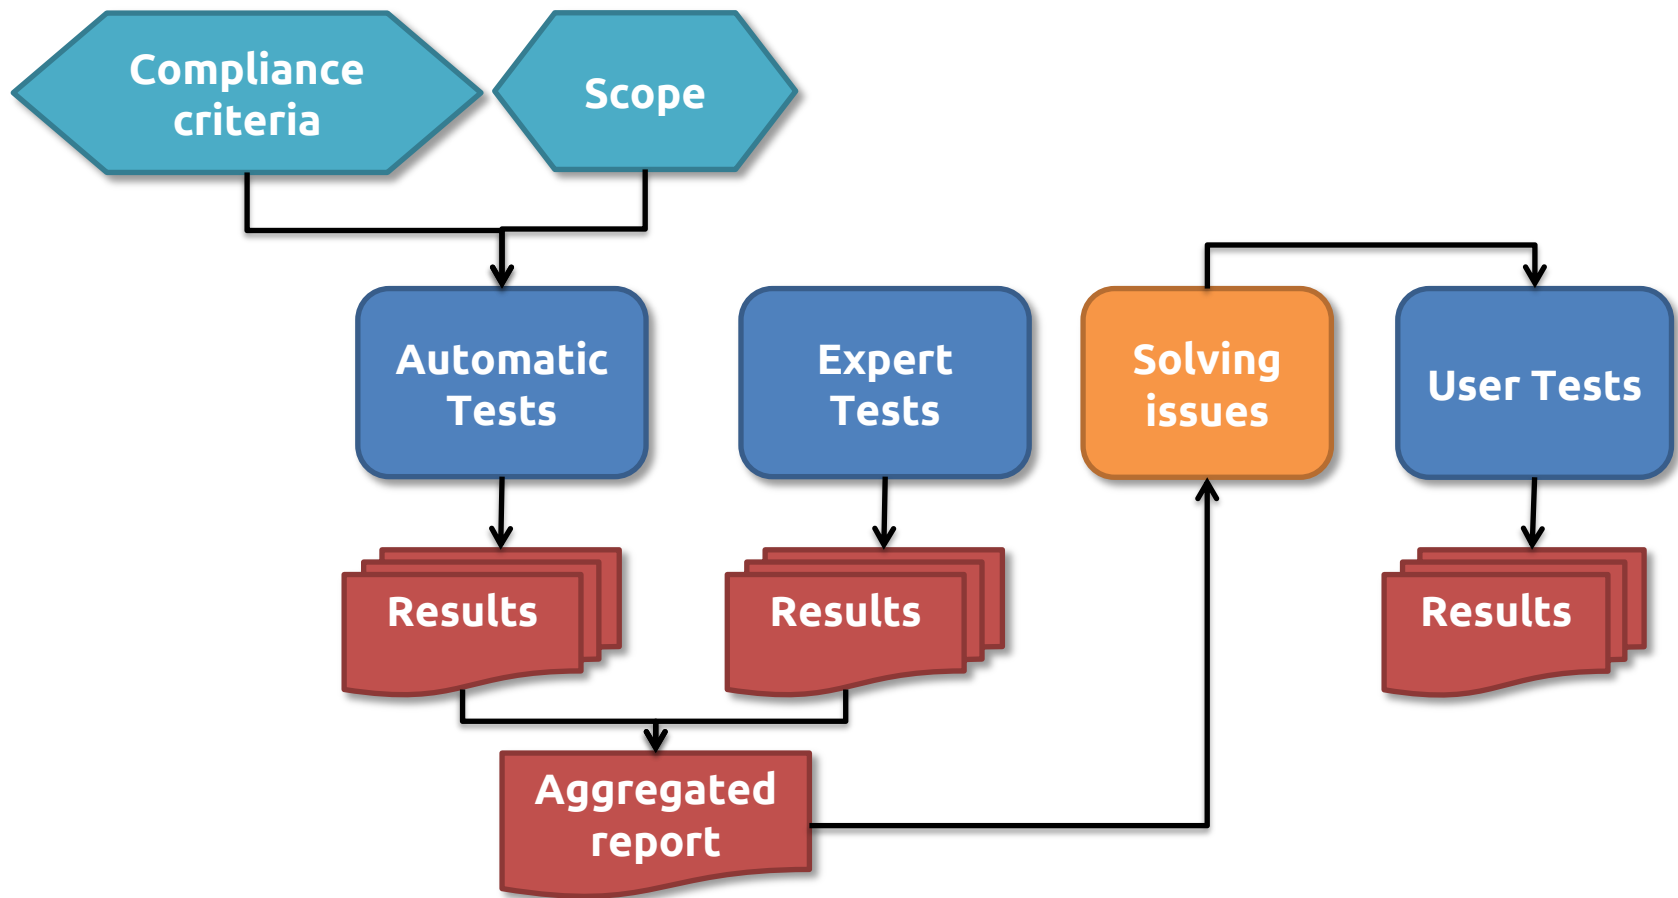 Compliance
criteria
Scope
Automatic
Tests
Expert
Tests
Solving
issues
User Tests
Results
Results
Results
Aggregated
report